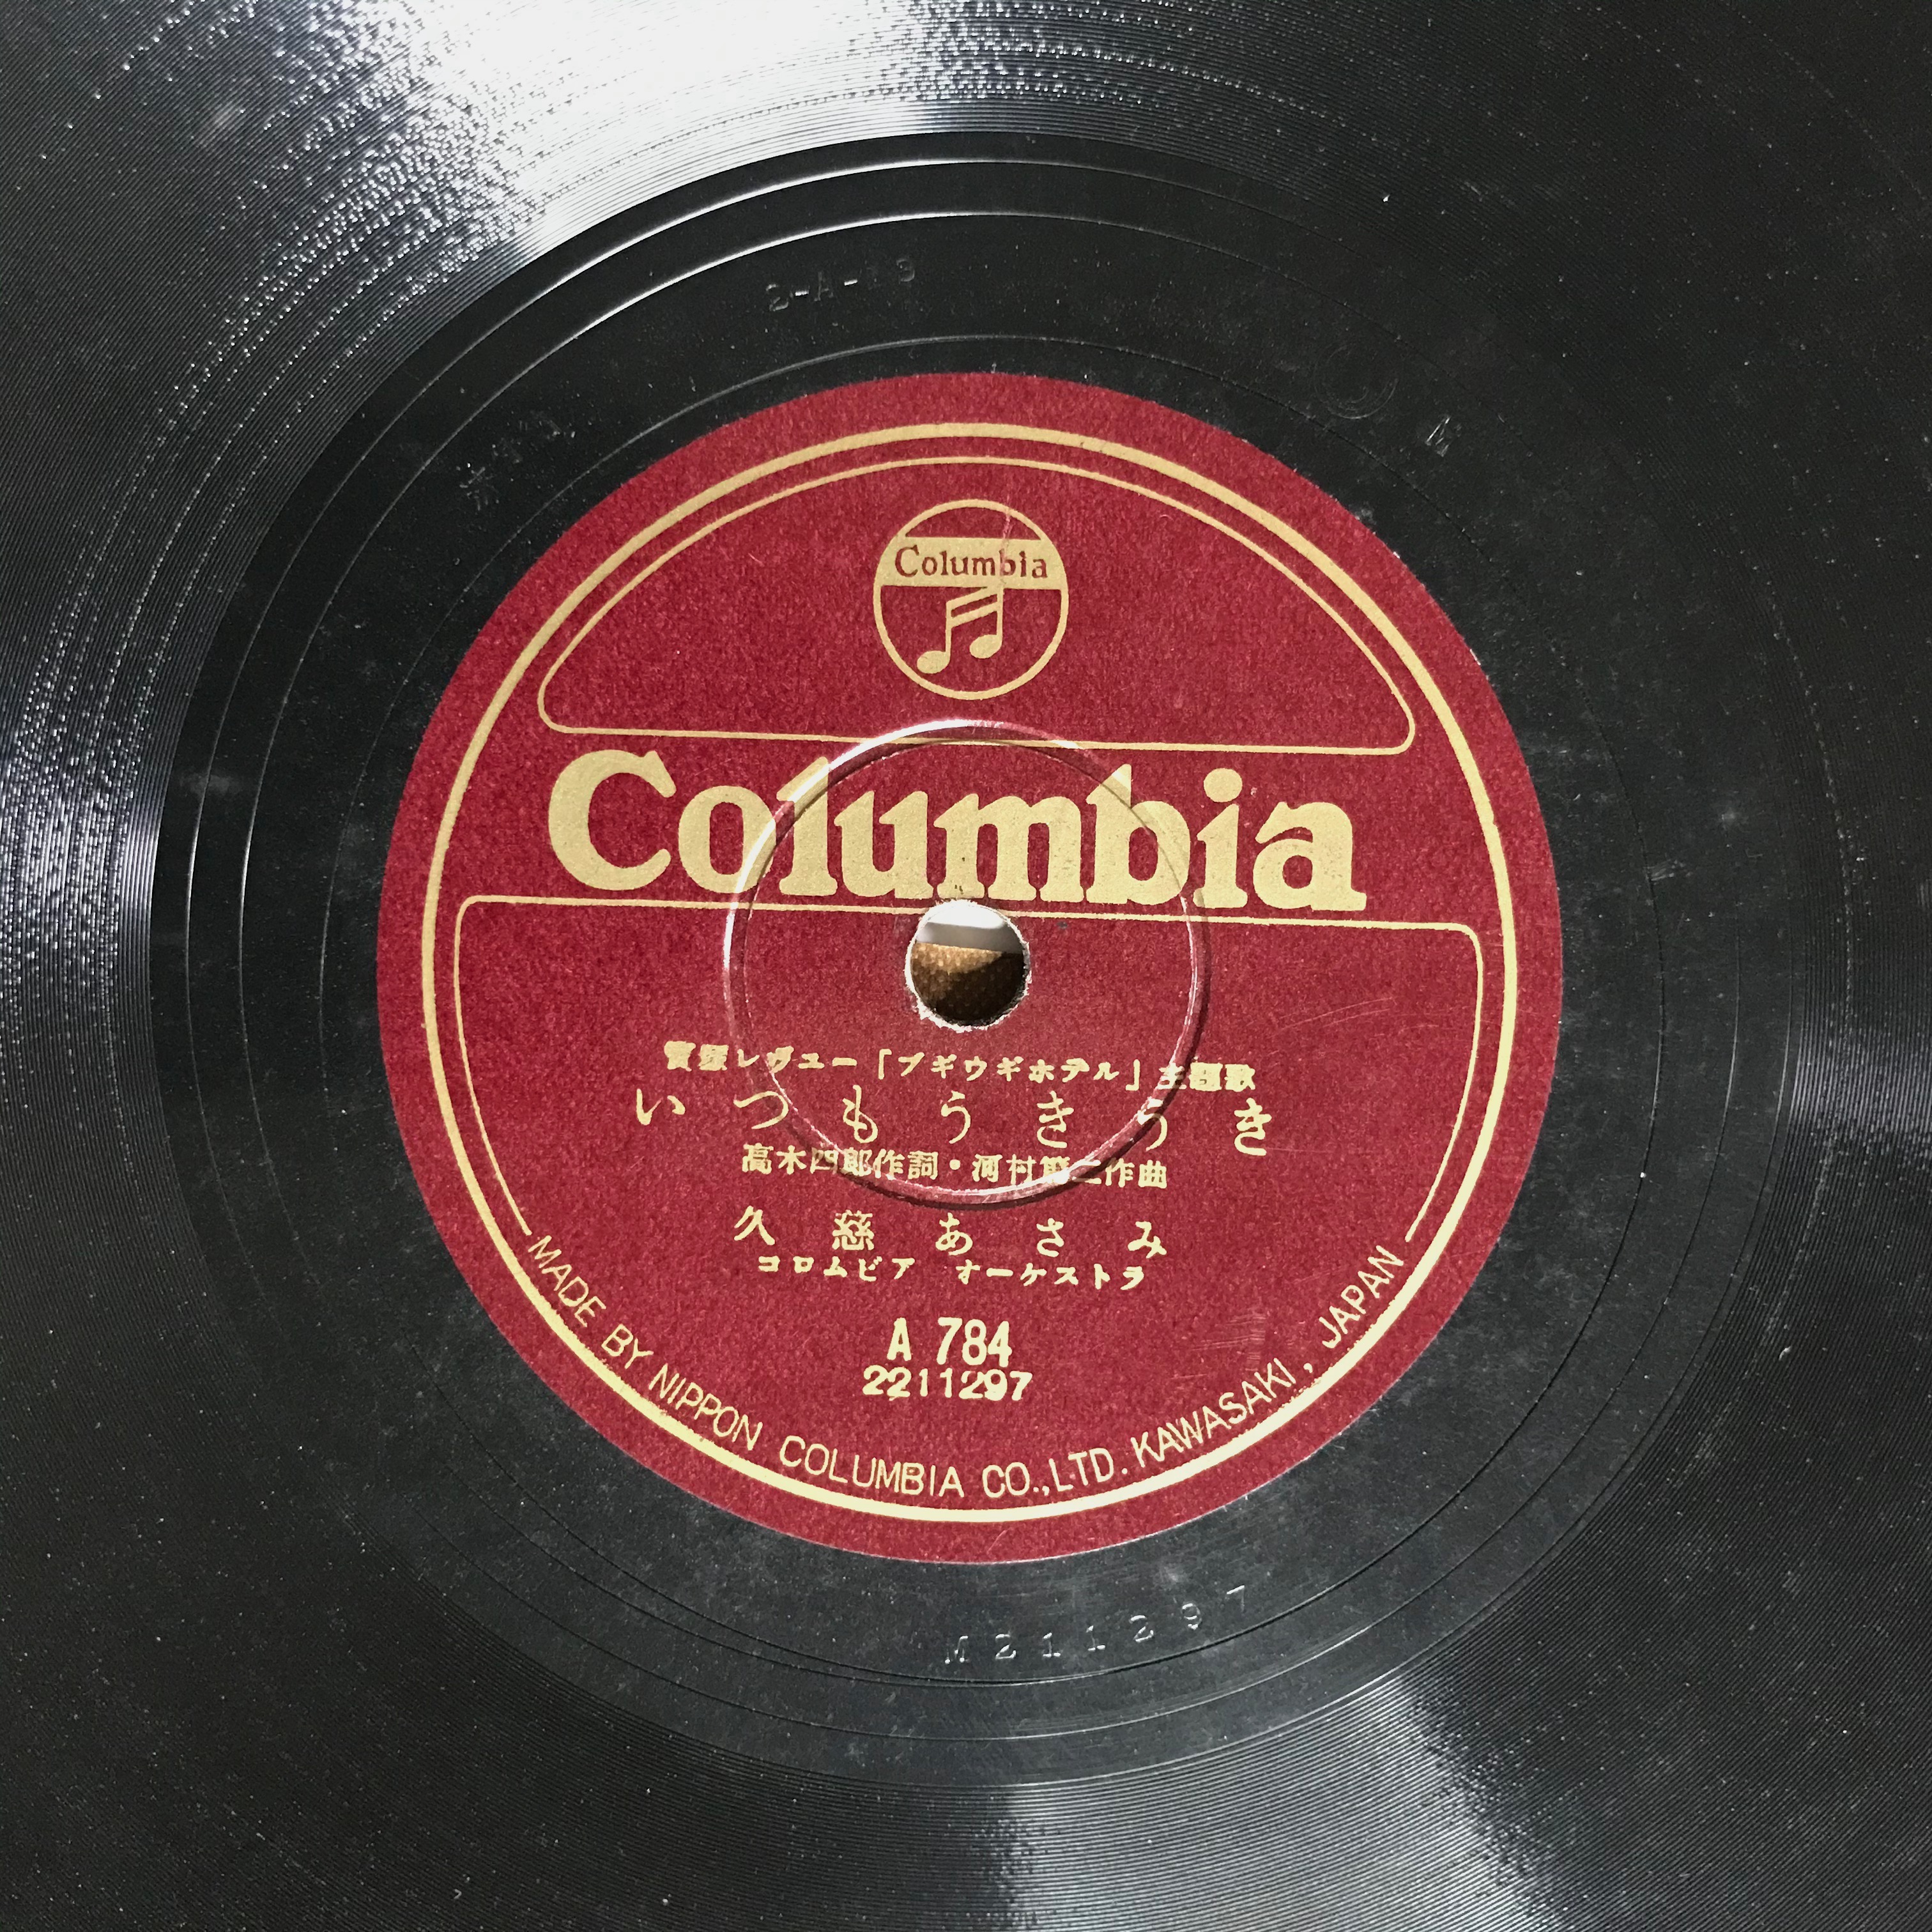 Columbia
Columbia
寶塚レヴユー「ブギウギホテル」主題歌
いつもうきうき
高木四郎作詞・河村篤二作曲
久慈あさみ
コロムビア オーケストラ
A 784
2211297
MADE BY NIPPON COLUMBIA CO.,LTD. KAWASAKI, JAPAN
M211297